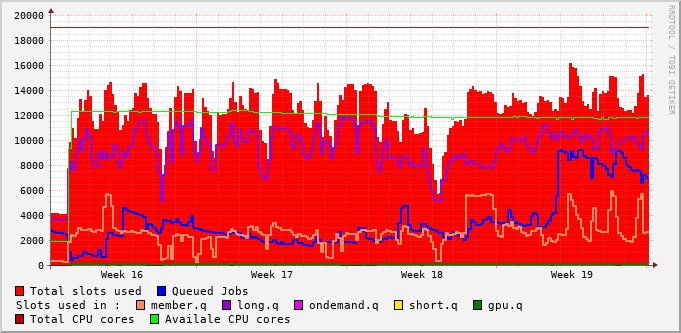 20000
18000
16000
14000
12000
10000
8000
6000
4000
2000
0
Week 16 Week 17 Week 18 Week 19
Total slots used Queued Jobs
Slots used in : member.q long.q ondemand.q short.q gpu.q
Total CPU cores Availale CPU cores
RRDTOOL / TOBI OETIKER